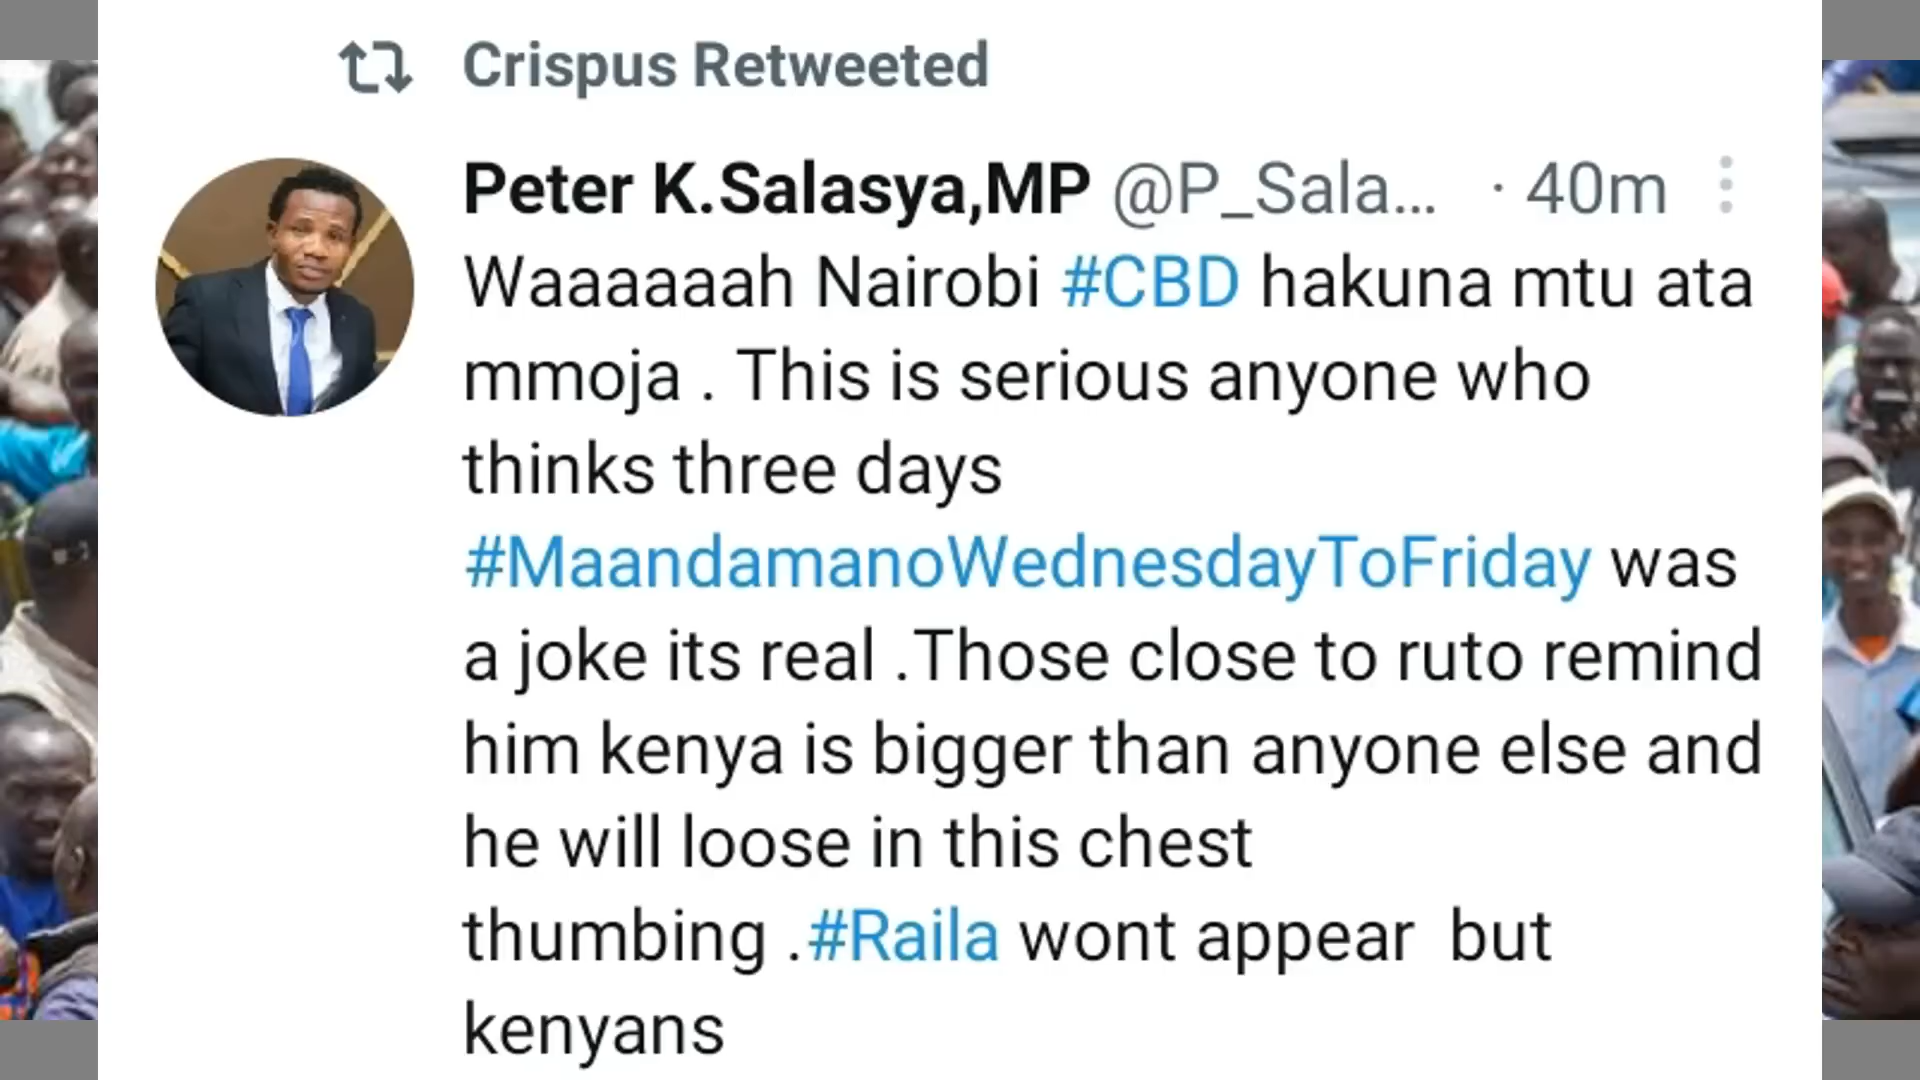 Crispus Retweeted
Peter K.Salasya,MP @P_Sala... · 40m
Waaaaaah Nairobi #CBD hakuna mtu ata
mmoja . This is serious anyone who
thinks three days
#MaandamanoWednesdayToFriday was
a joke its real .Those close to ruto remind
him kenya is bigger than anyone else and
he will loose in this chest
thumbing .#Raila wont appear  but
kenyans